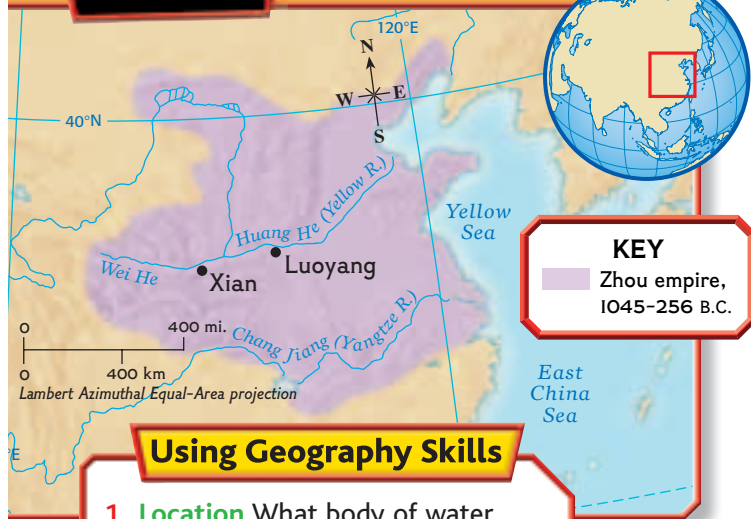 120°E
N
W E
S
40°N
Huang He (Yellow R.)
Yellow
Sea
Wei He
Xian
Luoyang
KEY
Zhou empire,
1045–256 B.C.
0 400 mi.
Chang Jiang (Yangtze R.)
0 400 km
Lambert Azimuthal Equal-Area projection
East
China
Sea
Using Geography Skills
°E
1. Location What body of water